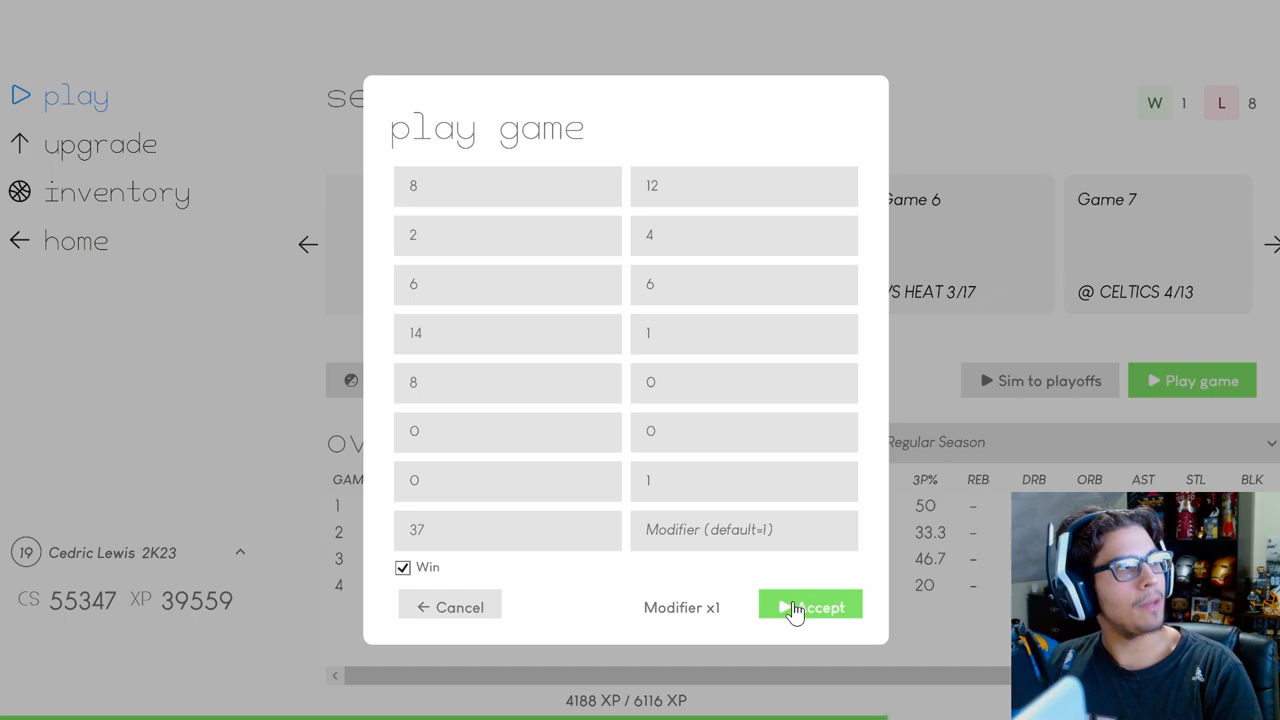 play
upgrade
inventory
home
19 Cedric Lewis 2K23
CS 55347 XP 39559
se
W 1 L 8
Game 6
VS HEAT 3/17
Game 7
@ CELTICS 4/13
Sim to playoffs
Play game
play game
8 12
2 4
6 6
14 1
8 0
0 0
0 1
37 Modifier (default=1)
Win
Cancel
Modifier x1
Accept
OV
Regular Season
GAM 3P% REB DRB ORB AST STL BLK
1 50 -
2 33.3 -
3 46.7 -
4 20 -
4188 XP / 6116 XP